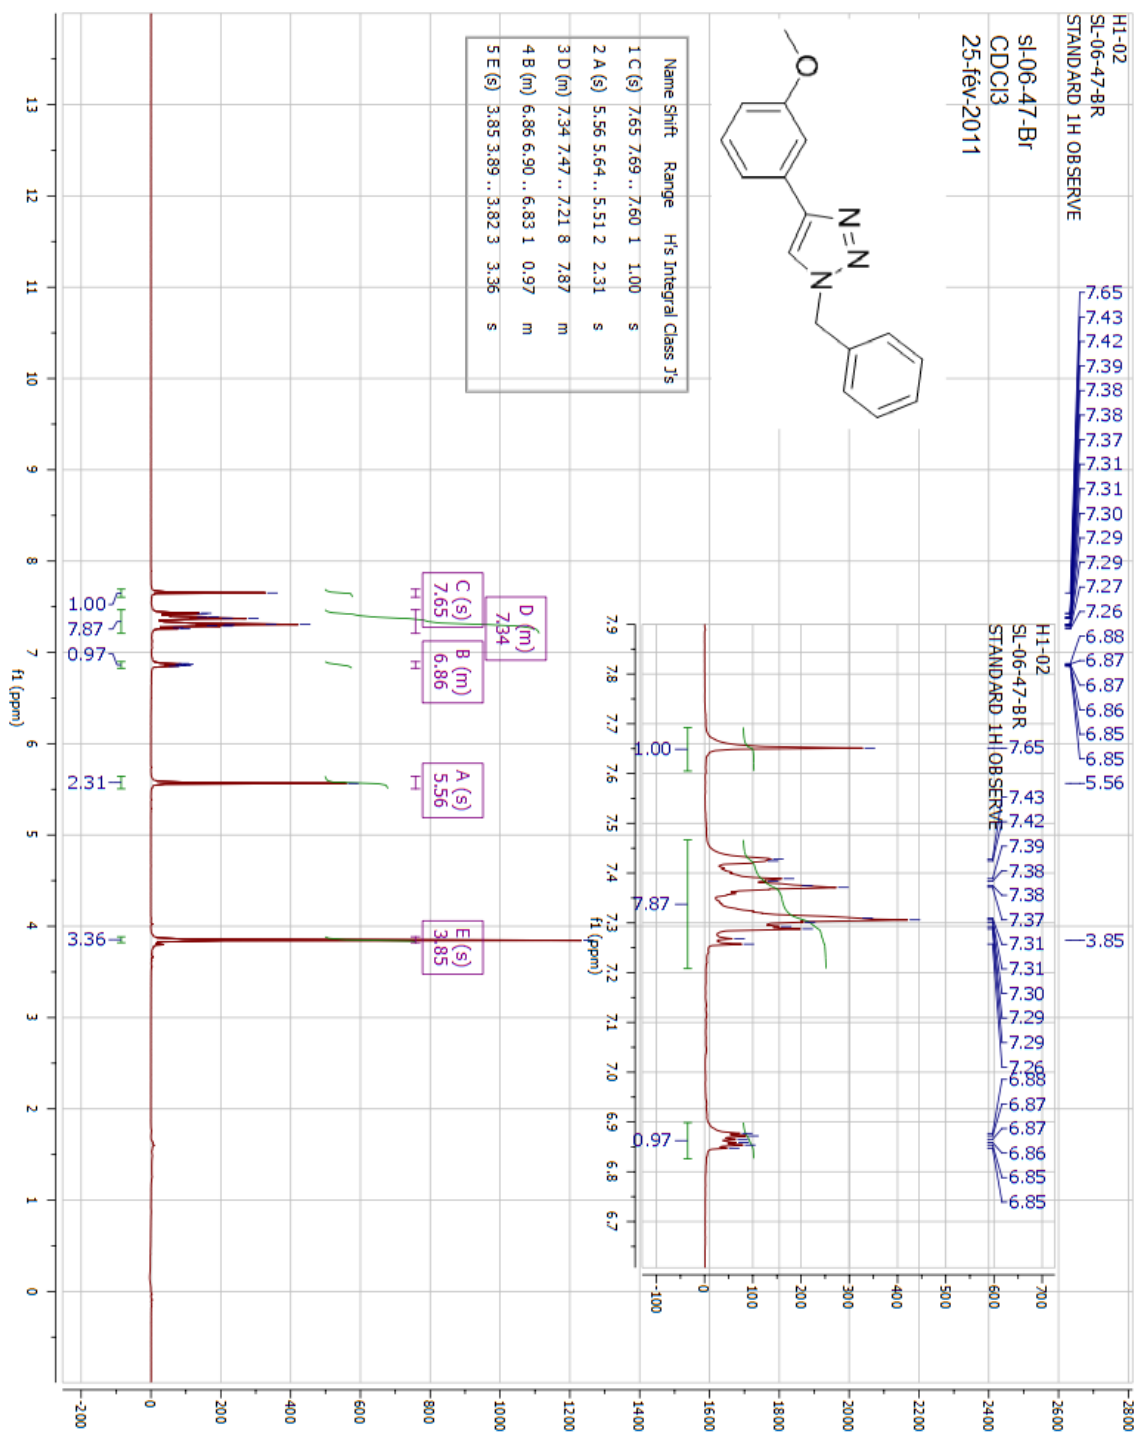 H1-02
SL-06-47-BR
STANDARD 1H OBSERVE
sl-06-47-Br
CDCl3
25-fév-2011
O
N
N
N
Name Shift Range H's Integral Class J's
1 C (s) 7.65 7.69 .. 7.60 1 1.00 s
2 A (s) 5.56 5.64 .. 5.51 2 2.31 s
3 D (m) 7.34 7.47 .. 7.21 8 7.87 m
4 B (m) 6.86 6.90 .. 6.83 1 0.97 m
5 E (s) 3.85 3.89 .. 3.82 3 3.36 s
7.65
7.43
7.42
7.39
7.38
7.38
7.37
7.31
7.31
7.30
7.29
7.29
7.27
7.26
6.88
6.87
6.87
6.86
6.85
6.85
5.56
3.85
H1-02
SL-06-47-BR
STANDARD 1H OBSERVE
7.65
7.43
7.42
7.39
7.38
7.38
7.37
7.31
7.31
7.30
7.29
7.29
7.26
6.88
6.87
6.87
6.86
6.85
6.85
1.00
7.87
0.97
7.9 7.8 7.7 7.6 7.5 7.4 7.3 7.2 7.1 7.0 6.9 6.8 6.7
f1 (ppm)
-100 0 100 200 300 400 500 600 700
D (m)
7.34
C (s)
7.65
B (m)
6.86
A (s)
5.56
E (s)
3.85
1.00
7.87
0.97
2.31
3.36
13 12 11 10 9 8 7 6 5 4 3 2 1 0
f1 (ppm)
-200 0 200 400 600 800 1000 1200 1400 1600 1800 2000 2200 2400 2600 2800